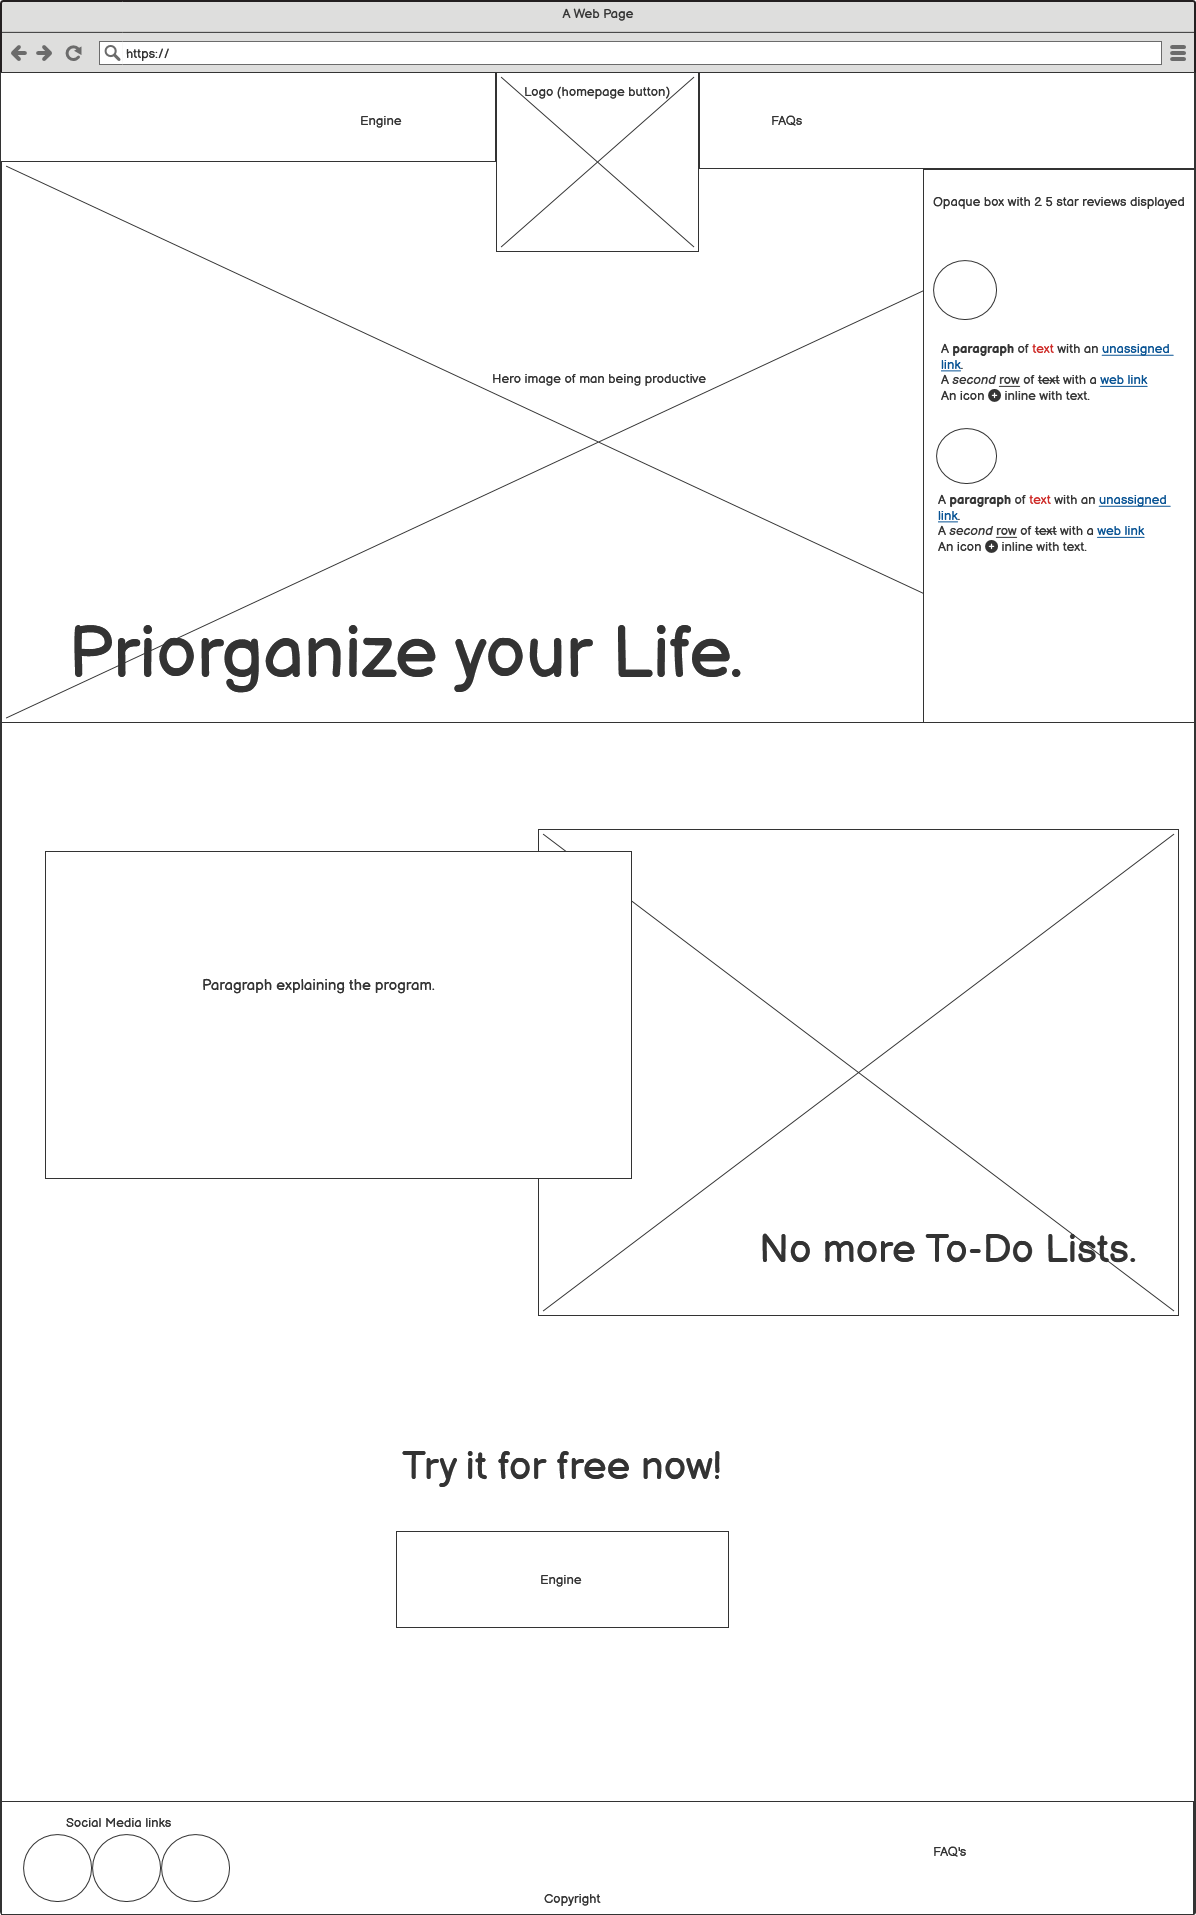 A Web Page
https://
Logo (homepage button)
Engine
FAQs
Opaque box with 2 5 star reviews displayed
A paragraph of text with an unassigned
link.
A second row of text with a web link
An icon + inline with text.
Hero image of man being productive
A paragraph of text with an unassigned
link.
A second row of text with a web link
An icon + inline with text.
Priorganize your Life.
Paragraph explaining the program.
No more To-Do Lists.
Try it for free now!
Engine
Social Media links
FAQ's
Copyright